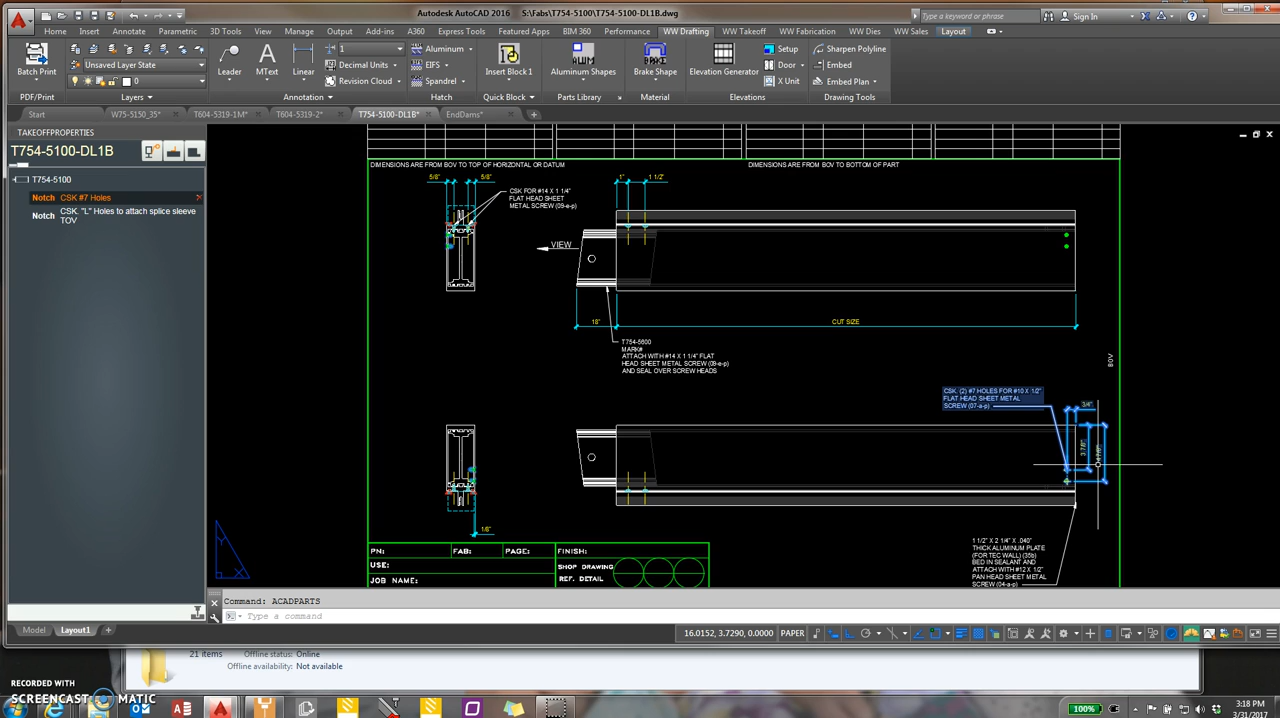 Autodesk AutoCAD 2016 S:\Fabs\T754-5100\T754-5100-DL1B.dwg
Type a keyword or phrase
Sign In
Home Insert Annotate Parametric 3D Tools View Manage Output Add-ins A360 Express Tools Featured Apps BIM 360 Performance WW Drafting WW Takeoff WW Fabrication WW Dies WW Sales Layout
Batch Print
Unsaved Layer State
0
Leader
MText
Linear
1
Decimal Units
Revision Cloud
Aluminum
EIFS
Spandrel
Insert Block 1
Aluminum Shapes
Brake Shape
Elevation Generator
Setup
Door
X Unit
Sharpen Polyline
Embed
Embed Plan
PDF/Print Layers Annotation Hatch Quick Block Parts Library Material Elevations Drawing Tools
Start W75-5150_35* T604-5319-1M* T604-5319-2* T754-5100-DL1B* EndDams*
TAKEOFFPROPERTIES
T754-5100-DL1B
T754-5100
Notch CSK #7 Holes
Notch CSK "L" Holes to attach splice sleeve
TOV
DIMENSIONS ARE FROM BOV TO TOP OF HORIZONTAL OR DATUM
DIMENSIONS ARE FROM BOV TO BOTTOM OF PART
5/8" 5/8"
1" 1 1/2"
CSK FOR #14 X 1 1/4"
FLAT HEAD SHEET
METAL SCREW (09-e-p)
VIEW
18"
CUT SIZE
T754-5600
MARK#
ATTACH WITH #14 X 1 1/4" FLAT
HEAD SHEET METAL SCREW (09-e-p)
AND SEAL OVER SCREW HEADS
BOV
CSK. (2) #7 HOLES FOR #10 X 1/2"
FLAT HEAD SHEET METAL
SCREW (07-a-p)
3/4"
3.7/8"
1/8"
1 1/2" X 2 1/4" X .040"
THICK ALUMINUM PLATE
(FOR TEC WALL) (35b)
BED IN SEALANT AND
ATTACH WITH #12 X 1/2
PAN HEAD SHEET METAL
SCREW (04-a-p)
PN: FAB: PAGE: FINISH:
USE:
SHOP DRAWING
REF. DETAIL
JOB NAME:
Command: ACADPARTS
Type a command
Model Layout1
16.0152, 3.7290, 0.0000 PAPER
21 items Offline status: Online
Offline availability: Not available
RECORDED WITH
SCREENCAST MATIC
100%
3:18 PM
3/31/2017